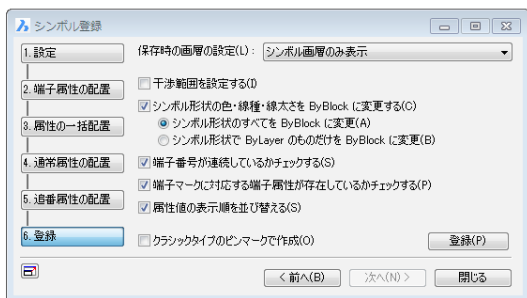 シンボル登録
1.設定
保存時の画層の設定(L): シンボル画層のみ表示
干渉範囲を設定する(I)
2.端子属性の配置
シンボル形状の色・線種・線太さを ByBlock に変更する(C)
シンボル形状のすべてを ByBlock に変更(A)
3.属性の一括配置
シンボル形状で ByLayer のものだけを ByBlock に変更(B)
4.通常属性の配置
端子番号が連続しているかチェックする(S)
端子マークに対応する端子属性が存在しているかチェックする(P)
5.追番属性の配置
属性値の表示順を並び替える(S)
6.登録
クラシックタイプのピンマークで作成(O)
登録(P)
< 前へ(B) 次へ(N) > 閉じる